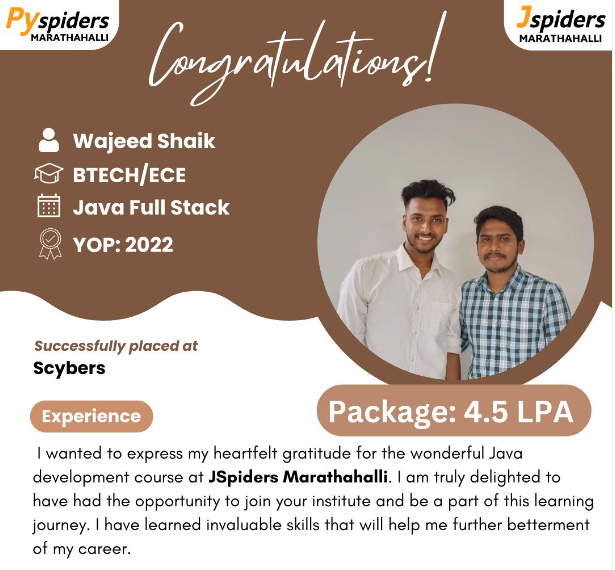 Pyspiders
MARATHAHALLI
Jspiders
MARATHAHALLI
Congratulations!
Wajeed Shaik
BTECH/ECE
Java Full Stack
YOP: 2022
Successfully placed at
Scybers
Package: 4.5 LPA
Experience
I wanted to express my heartfelt gratitude for the wonderful Java
development course at JSpiders Marathahalli. I am truly delighted to
have had the opportunity to join your institute and be a part of this learning
journey. I have learned invaluable skills that will help me further betterment
of my career.